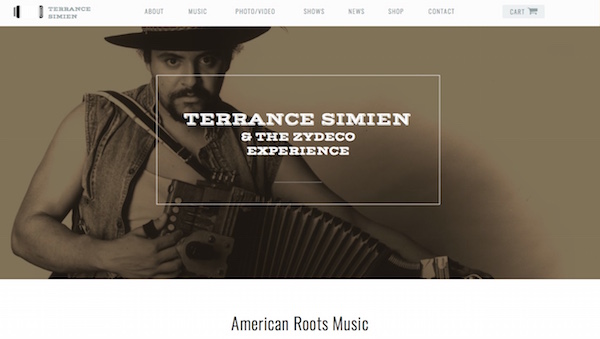 TERRANCE
SIMIEN
ABOUT MUSIC PHOTO/VIDEO SHOWS NEWS SHOP CONTACT CART
TERRANCE SIMIEN
& THE ZYDECO
EXPERIENCE
American Roots Music